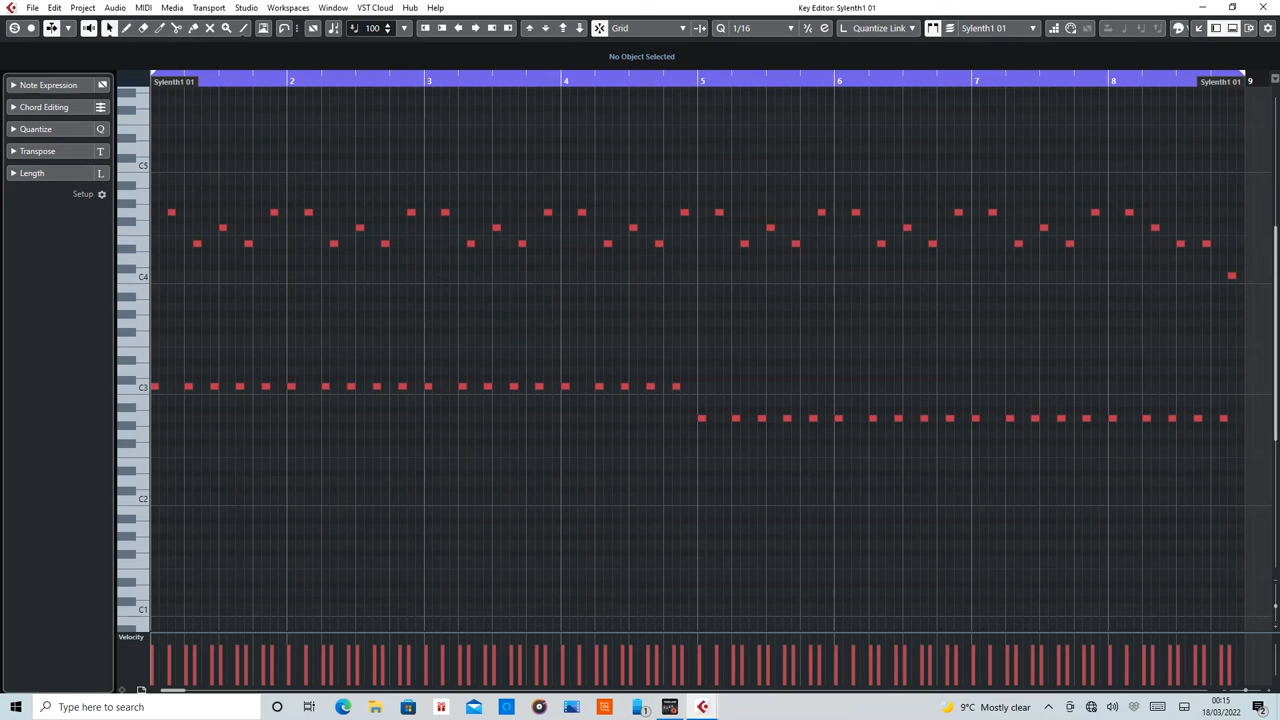 File Edit Project Audio MIDI Media Transport Studio Workspaces Window VST Cloud Hub Help
Key Editor: Sylenth1 01
S 100 Grid Q 1/16 L Quantize Link Sylenth1 01
No Object Selected
2 3 4 5 6 7 8 9
Sylenth1 01 Sylenth1 01
Note Expression
Chord Editing
Quantize Q
Transpose T
Length L
Setup
C5
C4
C3
C2
C1
Velocity
Type here to search
1
9°C Mostly clear
00:15
18/03/2022
2